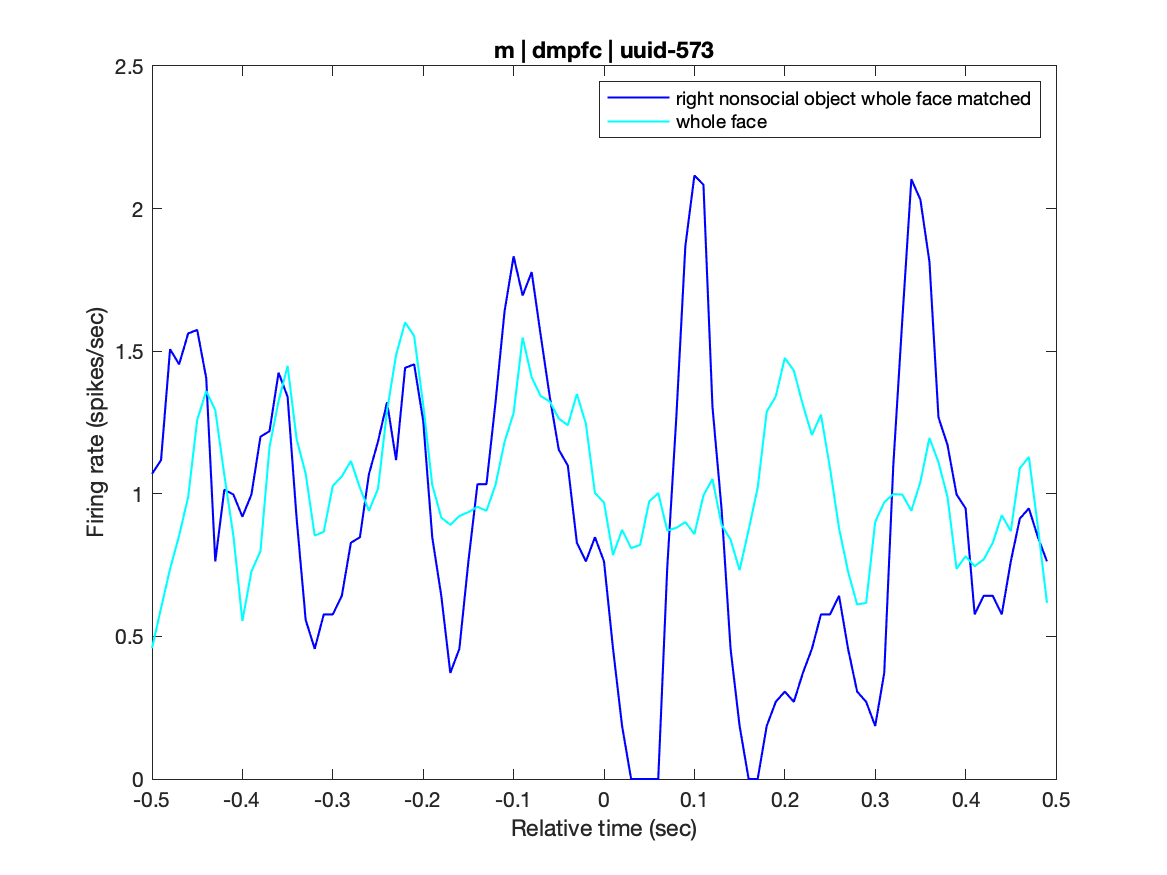 m | dmpfc | uuid-573
2.5
right nonsocial object whole face matched
whole face
2
1.5
Firing rate (spikes/sec)
1
0.5
0
-0.5 -0.4 -0.3 -0.2 -0.1 0 0.1 0.2 0.3 0.4 0.5
Relative time (sec)